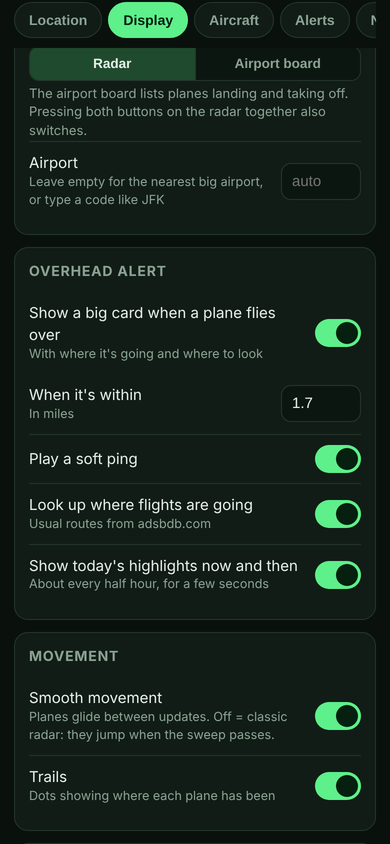 Location
Display
Aircraft
Alerts
Radar
Airport board
The airport board lists planes landing and taking off.
Pressing both buttons on the radar together also
switches.
Airport
Leave empty for the nearest big airport,
or type a code like JFK
auto
OVERHEAD ALERT
Show a big card when a plane flies
over
With where it's going and where to look
When it's within
In miles
1.7
Play a soft ping
Look up where flights are going
Usual routes from adsbdb.com
Show today's highlights now and then
About every half hour, for a few seconds
MOVEMENT
Smooth movement
Planes glide between updates. Off = classic
radar: they jump when the sweep passes.
Trails
Dots showing where each plane has been